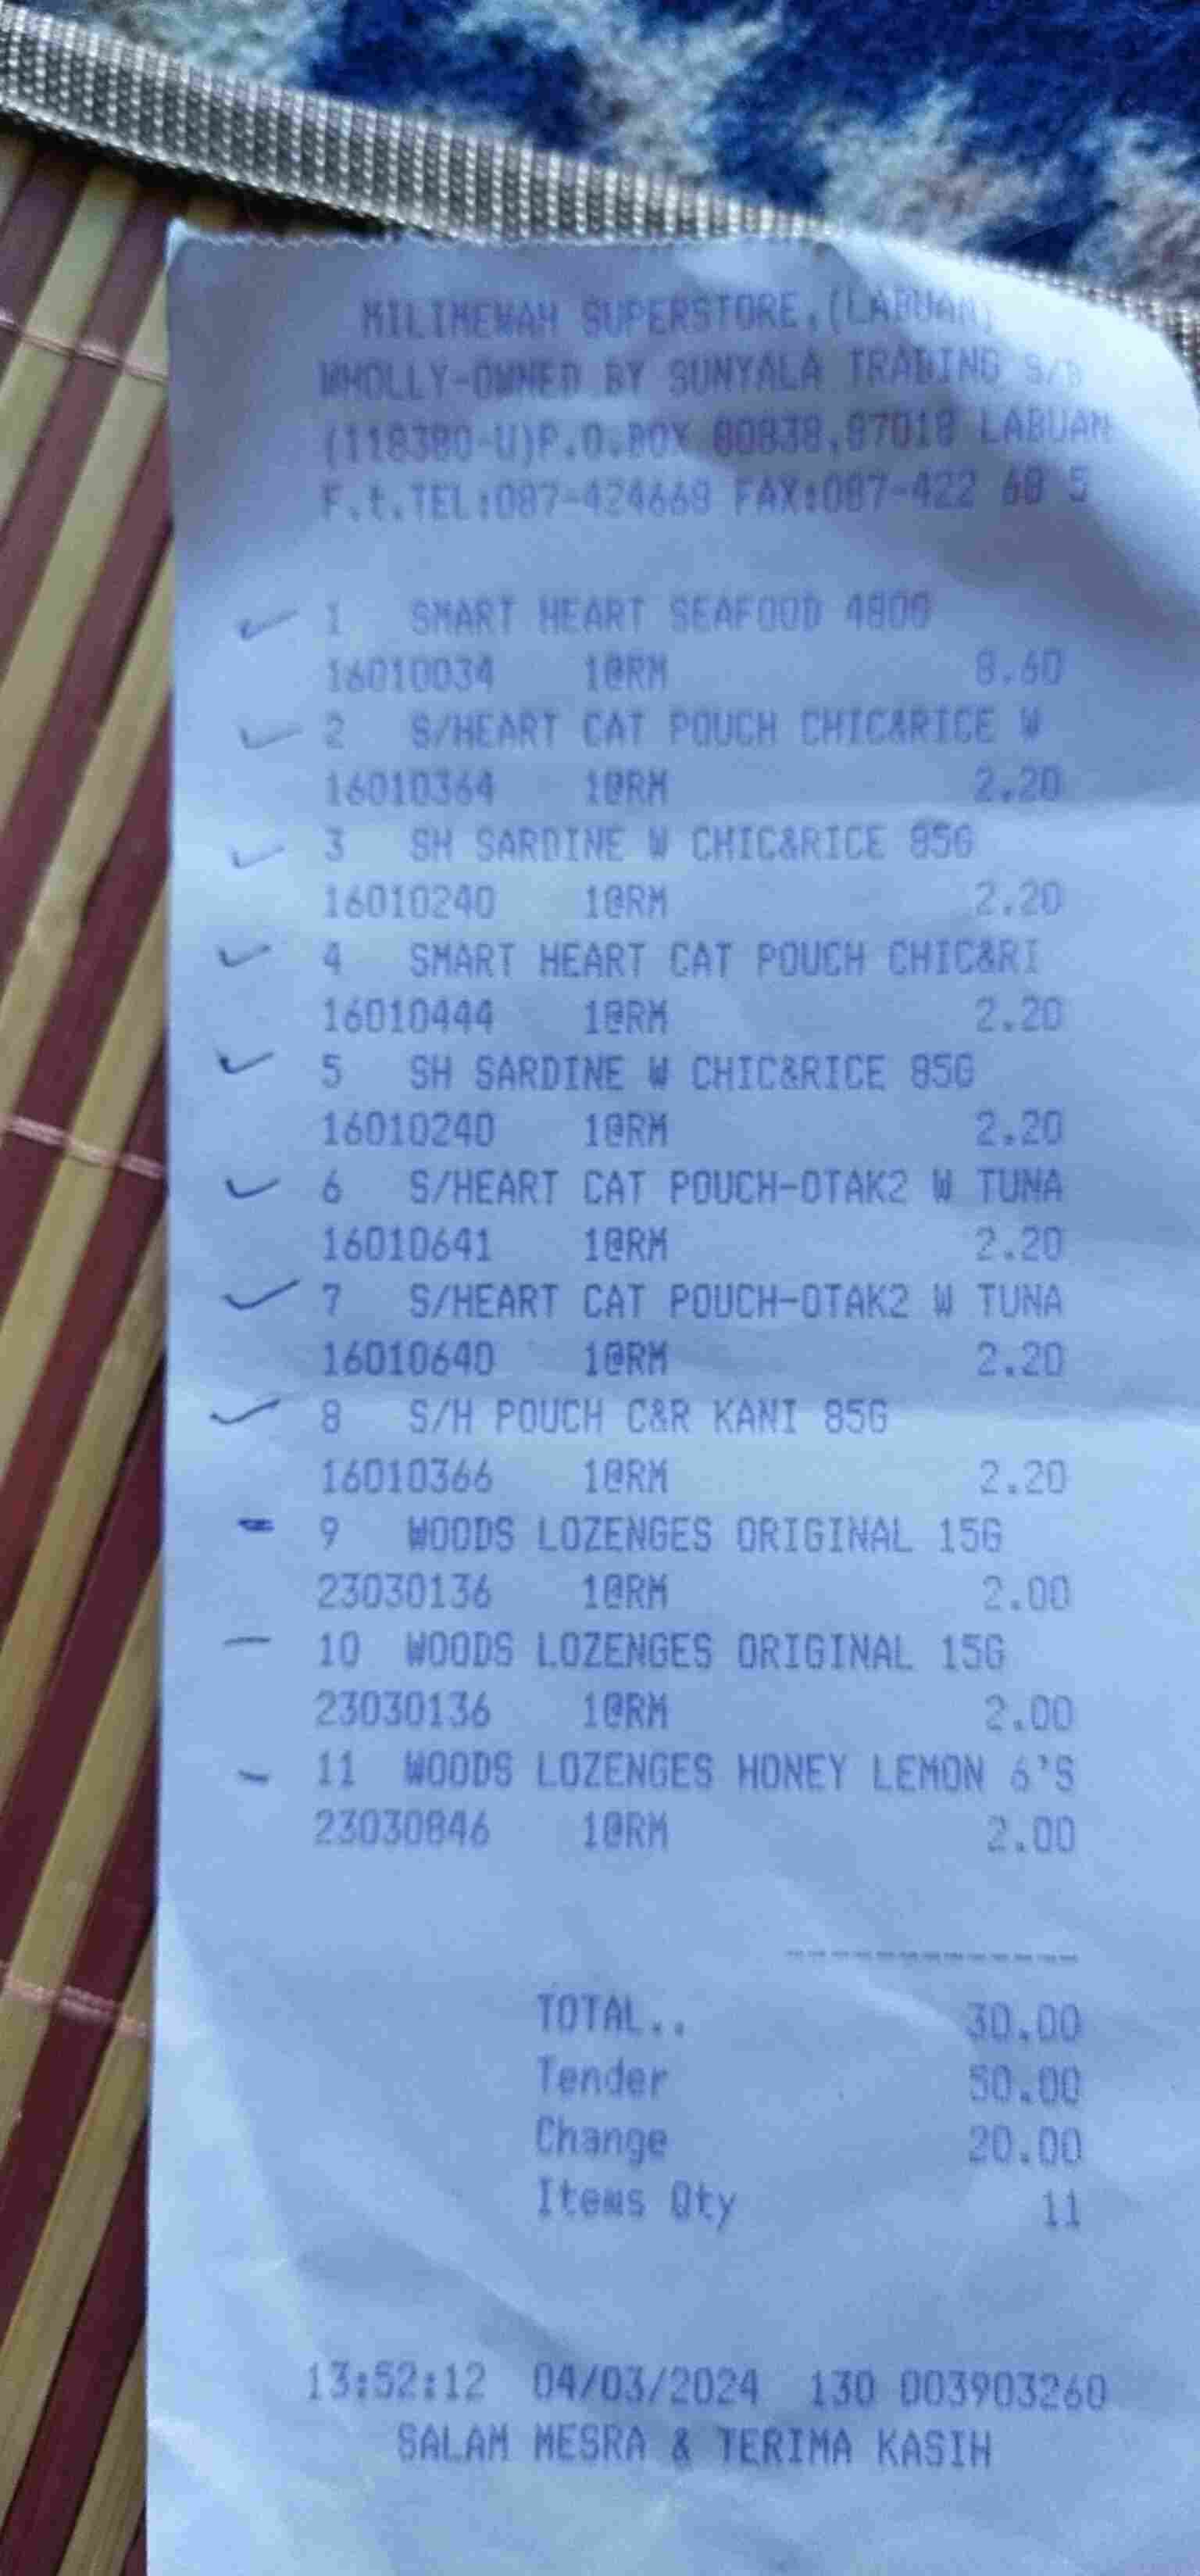 MILIMEWAH SUPERSTORE,(LABUAN)
WHOLLY-OWNED BY SUNYALA TRADING S/B
(118380-U)P.O.BOX 80838,87018 LABUAN
F.t.TEL:087-424668 FAX:087-422 68 5
1 SMART HEART SEAFOOD 480G
16010034 1@RM 8.60
2 S/HEART CAT POUCH CHIC&RICE W
16010364 1@RM 2.20
3 SH SARDINE W CHIC&RICE 85G
16010240 1@RM 2.20
4 SMART HEART CAT POUCH CHIC&RI
16010444 1@RM 2.20
5 SH SARDINE W CHIC&RICE 85G
16010240 1@RM 2.20
6 S/HEART CAT POUCH-OTAK2 W TUNA
16010641 1@RM 2.20
7 S/HEART CAT POUCH-OTAK2 W TUNA
16010640 1@RM 2.20
8 S/H POUCH C&R KANI 85G
16010366 1@RM 2.20
9 WOODS LOZENGES ORIGINAL 15G
23030136 1@RM 2.00
10 WOODS LOZENGES ORIGINAL 15G
23030136 1@RM 2.00
11 WOODS LOZENGES HONEY LEMON 6'S
23030846 1@RM 2.00
TOTAL.. 30.00
Tender 50.00
Change 20.00
Items Qty 11
13:52:12 04/03/2024 130 003903260
SALAM MESRA & TERIMA KASIH